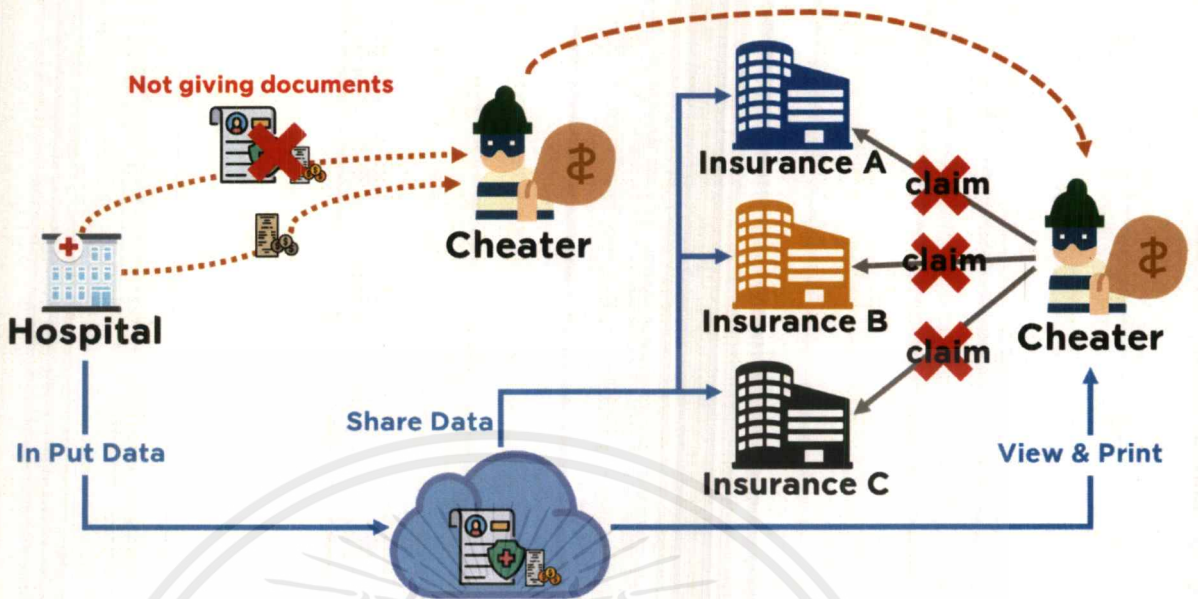 Not giving documents
Cheater
Hospital
In Put Data
Share Data
Insurance A
Insurance B
Insurance C
claim
claim
claim
Cheater
View & Print